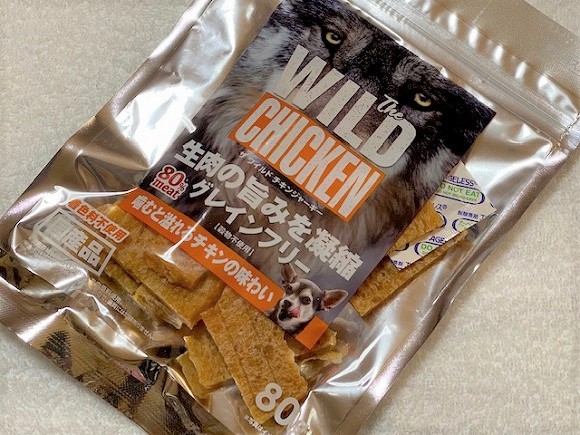 The
WILD
CHICKEN
ザ・ワイルド チキンジャーキー
生肉の旨みを凝縮
グレインフリー
【穀物不使用】
80%
meat
噛むと溢れるチキンの味わい
着色料不使用
国産品
80
AGELESS®
DO NOT EAT